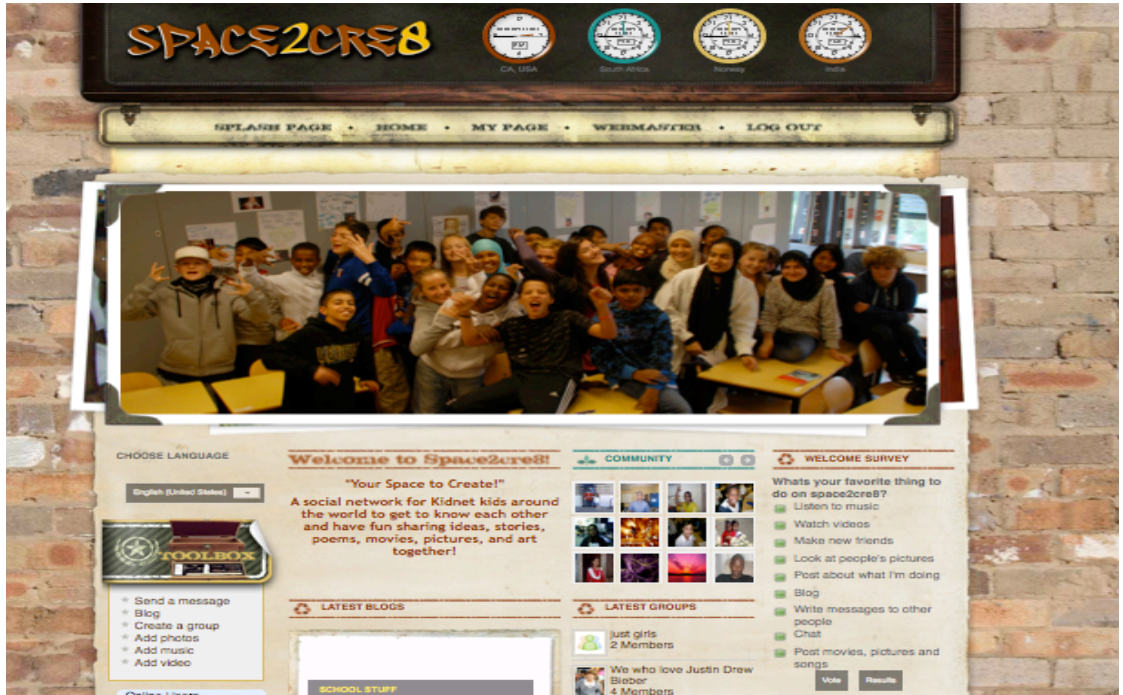 SPACE2CRE8
CA, USA
South Africa
Norway
India
SPLASH PAGE • HOME • MY PAGE • WEBMASTER • LOG OUT
CHOOSE LANGUAGE
English (United States)
TOOLBOX
Send a message
Blog
Create a group
Add photos
Add music
Add video
Online Users
Welcome to Space2cre8!
"Your Space to Create!"
A social network for Kidnet kids around
the world to get to know each other
and have fun sharing ideas, stories,
poems, movies, pictures, and art
together!
LATEST BLOGS
SCHOOL STUFF
COMMUNITY
LATEST GROUPS
just girls
2 Members
We who love Justin Drew
Bieber
4 Members
WELCOME SURVEY
Whats your favorite thing to
do on space2cre8?
Listen to music
Watch videos
Make new friends
Look at people's pictures
Post about what I'm doing
Blog
Write messages to other
people
Chat
Post movies, pictures and
songs
Vote
Results